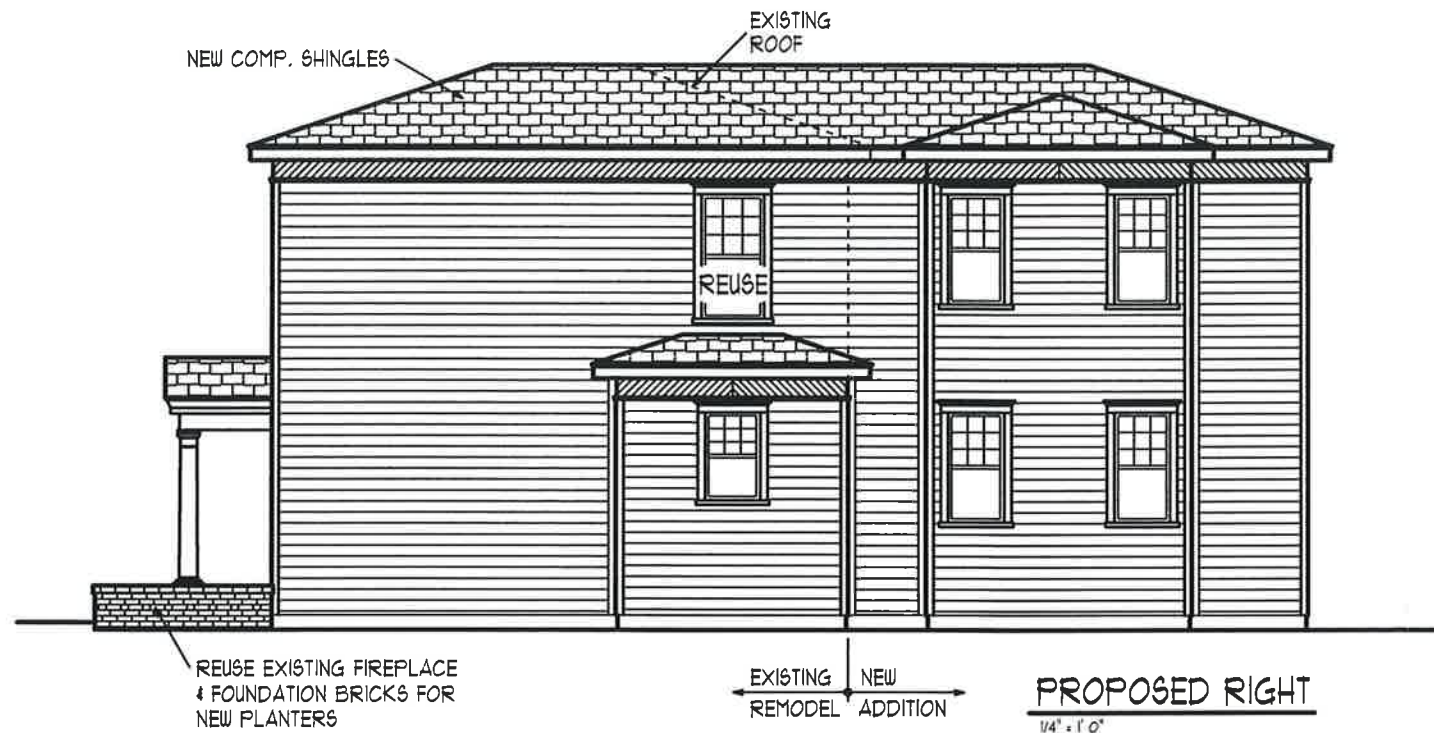 EXISTING
ROOF
NEW COMP. SHINGLES
REUSE
REUSE EXISTING FIREPLACE
& FOUNDATION BRICKS FOR
NEW PLANTERS
EXISTING NEW
REMODEL ADDITION
PROPOSED RIGHT
1/4" = 1' 0"